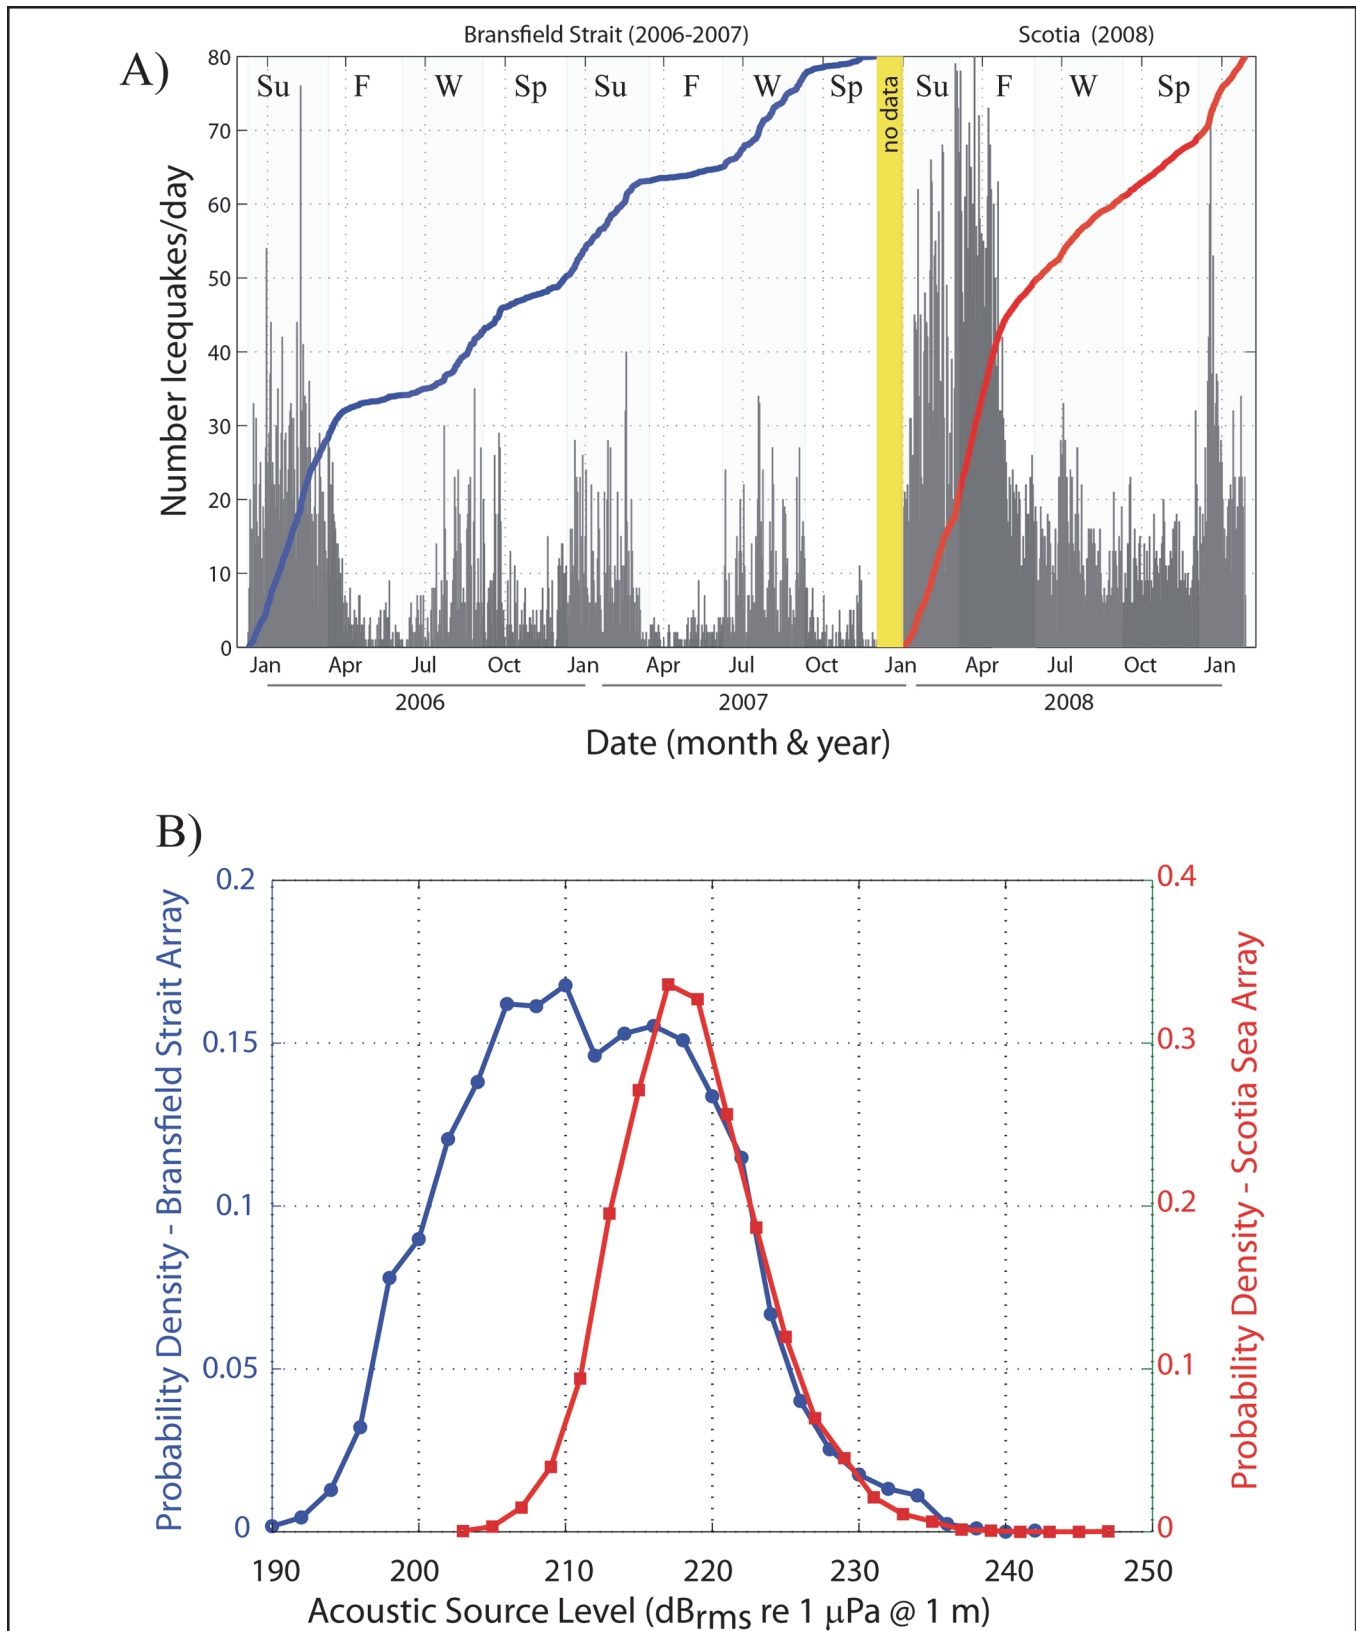 Bransfield Strait (2006-2007) Scotia (2008)
A)
80
70
60
50
40
30
20
10
0
Number Icequakes/day
Su F W Sp Su F W Sp no data Su F W Sp
Jan Apr Jul Oct Jan Apr Jul Oct Jan Apr Jul Oct Jan
2006 2007 2008
Date (month & year)
B)
Probability Density - Bransfield Strait Array
0.2
0.15
0.1
0.05
0
0.4
0.3
0.2
0.1
0
Probability Density - Scotia Sea Array
190 200 210 220 230 240 250
Acoustic Source Level (dBrms re 1 μPa @ 1 m)